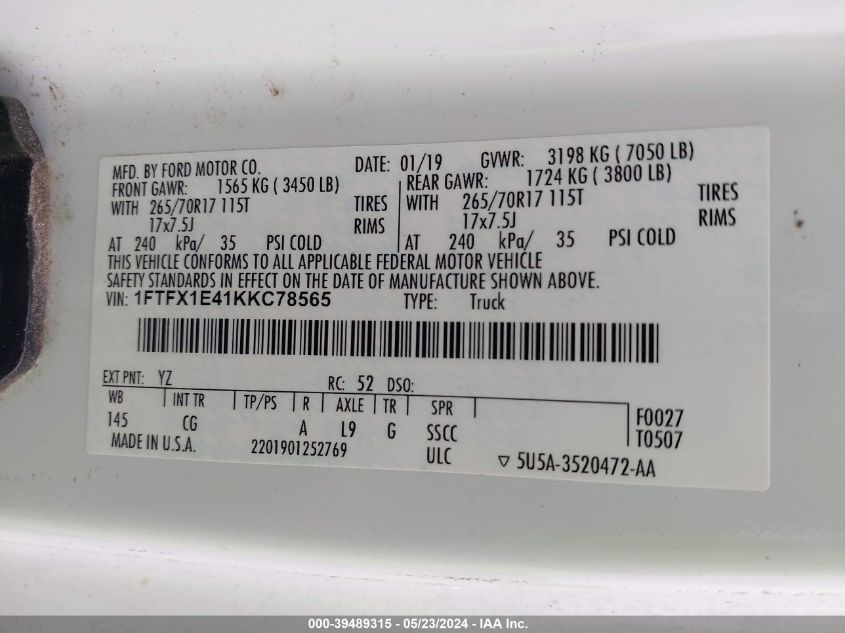 MFD. BY FORD MOTOR CO. DATE: 01/19 GVWR: 3198 KG ( 7050 LB)
FRONT GAWR: 1565 KG ( 3450 LB) REAR GAWR: 1724 KG ( 3800 LB)
WITH 265/70R17 115T TIRES WITH 265/70R17 115T TIRES
17x7.5J RIMS 17x7.5J RIMS
AT 240 kPa/ 35 PSI COLD AT 240 kPa/ 35 PSI COLD
THIS VEHICLE CONFORMS TO ALL APPLICABLE FEDERAL MOTOR VEHICLE
SAFETY STANDARDS IN EFFECT ON THE DATE OF MANUFACTURE SHOWN ABOVE.
VIN: 1FTFX1E41KKC78565 TYPE: Truck
EXT PNT: YZ RC: 52 DSO:
WB INT TR TP/PS R AXLE TR SPR F0027
145 CG A L9 G SSCC T0507
MADE IN U.S.A. 2201901252769 ULC ▽ 5U5A-3520472-AA
000-39489315 - 05/23/2024 - IAA Inc.